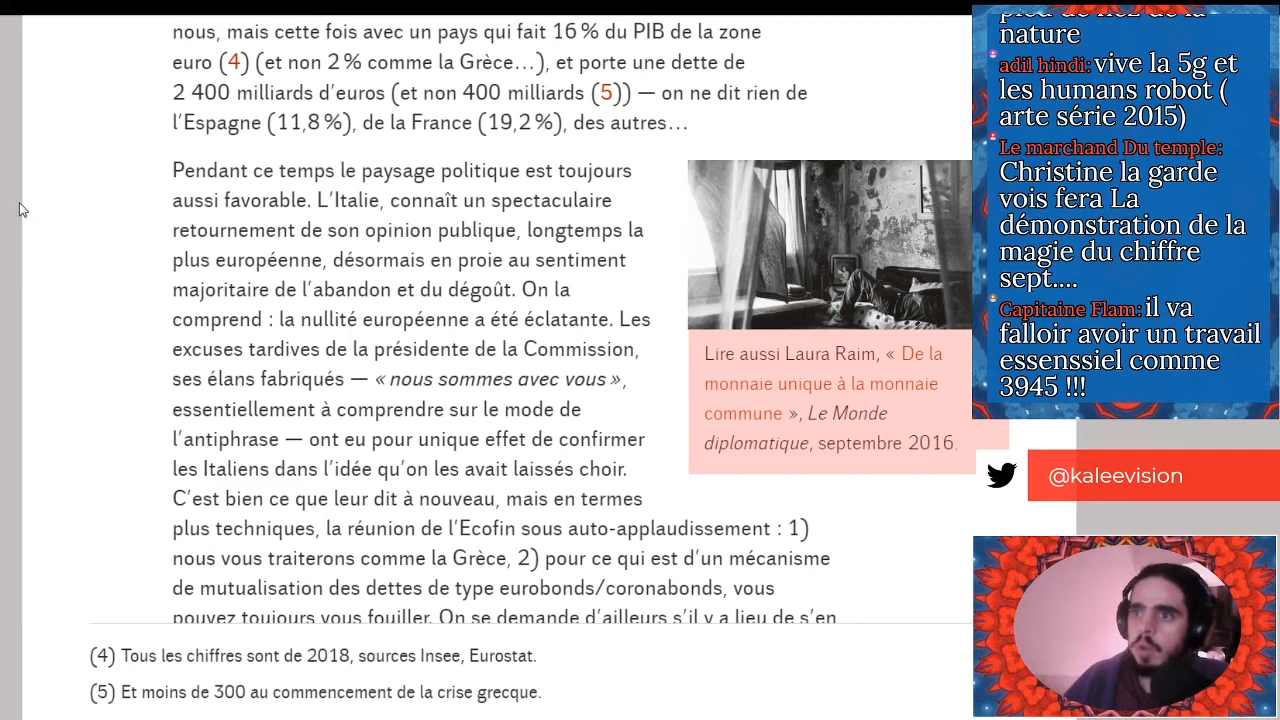 nous, mais cette fois avec un pays qui fait 16 % du PIB de la zone
euro (4) (et non 2 % comme la Grèce…), et porte une dette de
2 400 milliards d’euros (et non 400 milliards (5)) — on ne dit rien de
l’Espagne (11,8 %), de la France (19,2 %), des autres…
Pendant ce temps le paysage politique est toujours
aussi favorable. L’Italie, connaît un spectaculaire
retournement de son opinion publique, longtemps la
plus européenne, désormais en proie au sentiment
majoritaire de l’abandon et du dégoût. On la
comprend : la nullité européenne a été éclatante. Les
excuses tardives de la présidente de la Commission,
ses élans fabriqués — « nous sommes avec vous »,
essentiellement à comprendre sur le mode de
l’antiphrase — ont eu pour unique effet de confirmer
les Italiens dans l’idée qu’on les avait laissés choir.
C’est bien ce que leur dit à nouveau, mais en termes
plus techniques, la réunion de l’Ecofin sous auto-applaudissement : 1)
nous vous traiterons comme la Grèce, 2) pour ce qui est d’un mécanisme
de mutualisation des dettes de type eurobonds/coronabonds, vous
pouvez toujours vous fouiller. On se demande d’ailleurs s’il y a lieu de s’en
Lire aussi Laura Raim, « De la
monnaie unique à la monnaie
commune », Le Monde
diplomatique, septembre 2016.
(4) Tous les chiffres sont de 2018, sources Insee, Eurostat.
(5) Et moins de 300 au commencement de la crise grecque.
pied de nez de la
nature
adil hindi: vive la 5g et
les humans robot (
arte série 2015)
Le marchand Du temple:
Christine la garde
vois fera La
démonstration de la
magie du chiffre
sept....
Capitaine Flam: il va
falloir avoir un travail
essenssiel comme
3945 !!!
@kaleevision